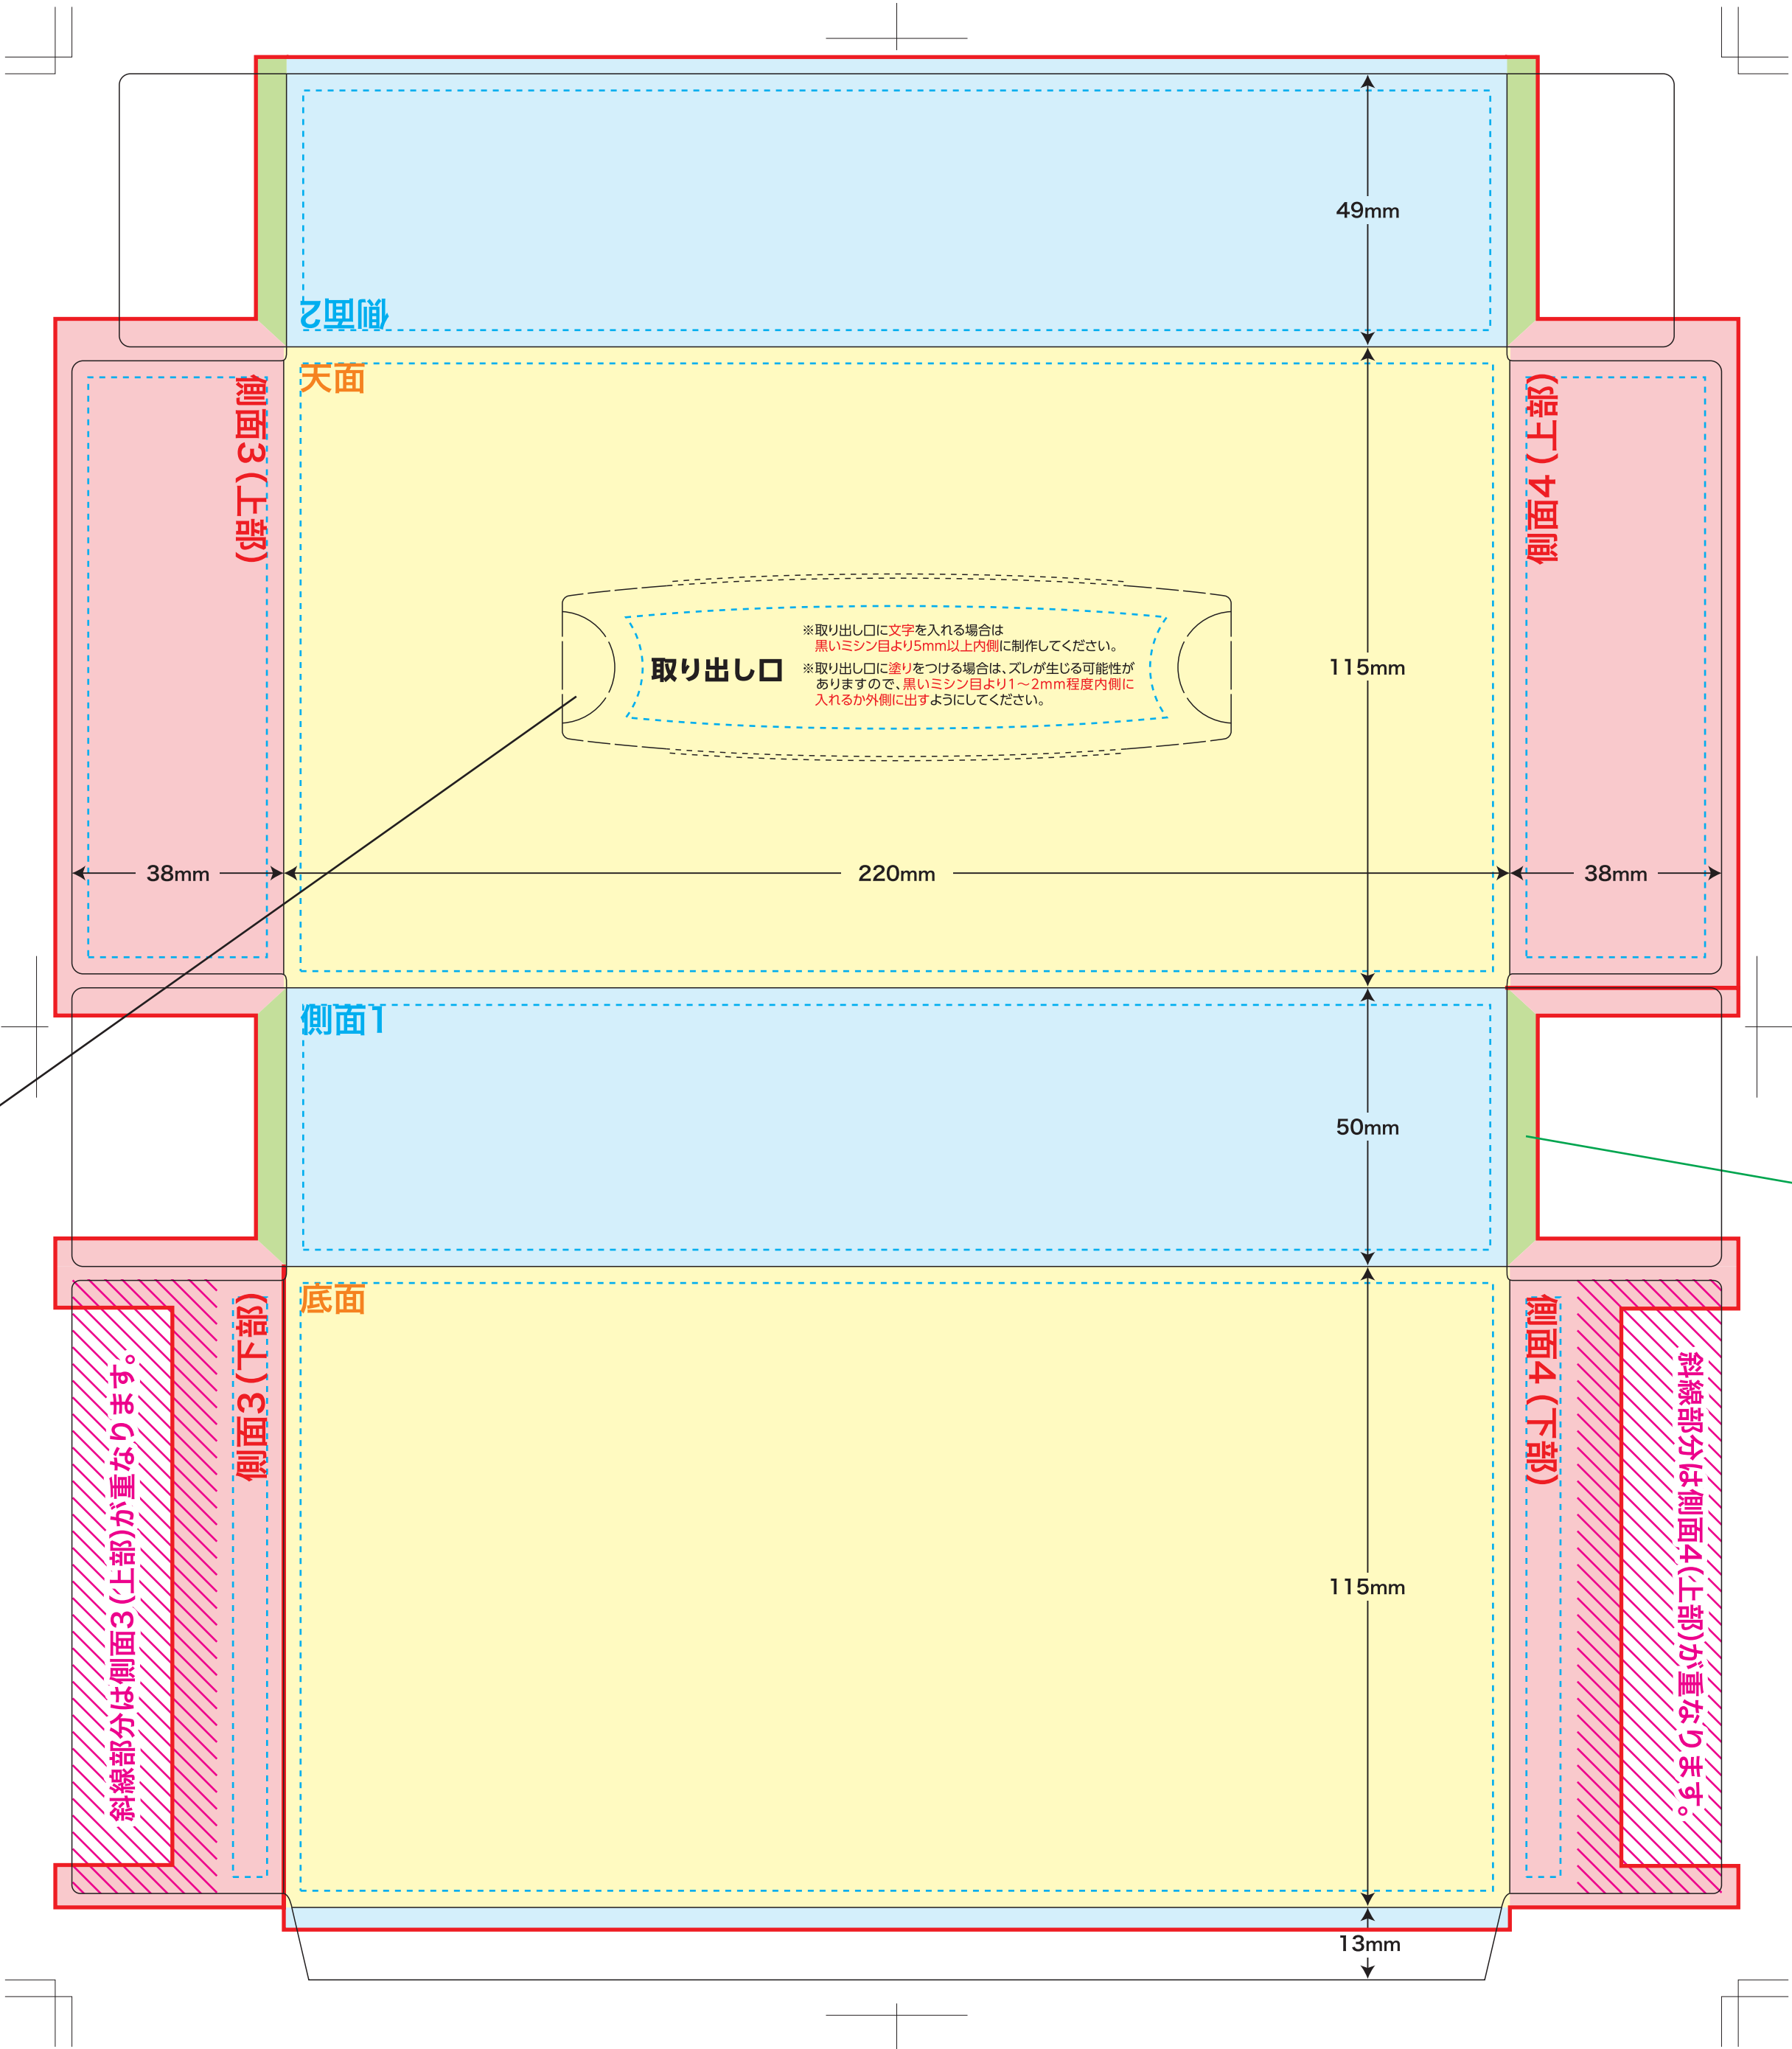 49mm
側面2
天面
側面3(上部)
側面4(上部)
※取り出し口に文字を入れる場合は
黒いミシン目より5mm以上内側に制作してください。
取り出し口
※取り出し口に塗りをつける場合は、ズレが生じる可能性が
ありますので、黒いミシン目より1～2mm程度内側に
入れるか外側に出すようにしてください。
115mm
38mm
220mm
38mm
側面1
50mm
底面
側面3(下部)
側面4(下部)
斜線部分は側面3(上部)が重なります。
斜線部分は側面4(上部)が重なります。
115mm
13mm